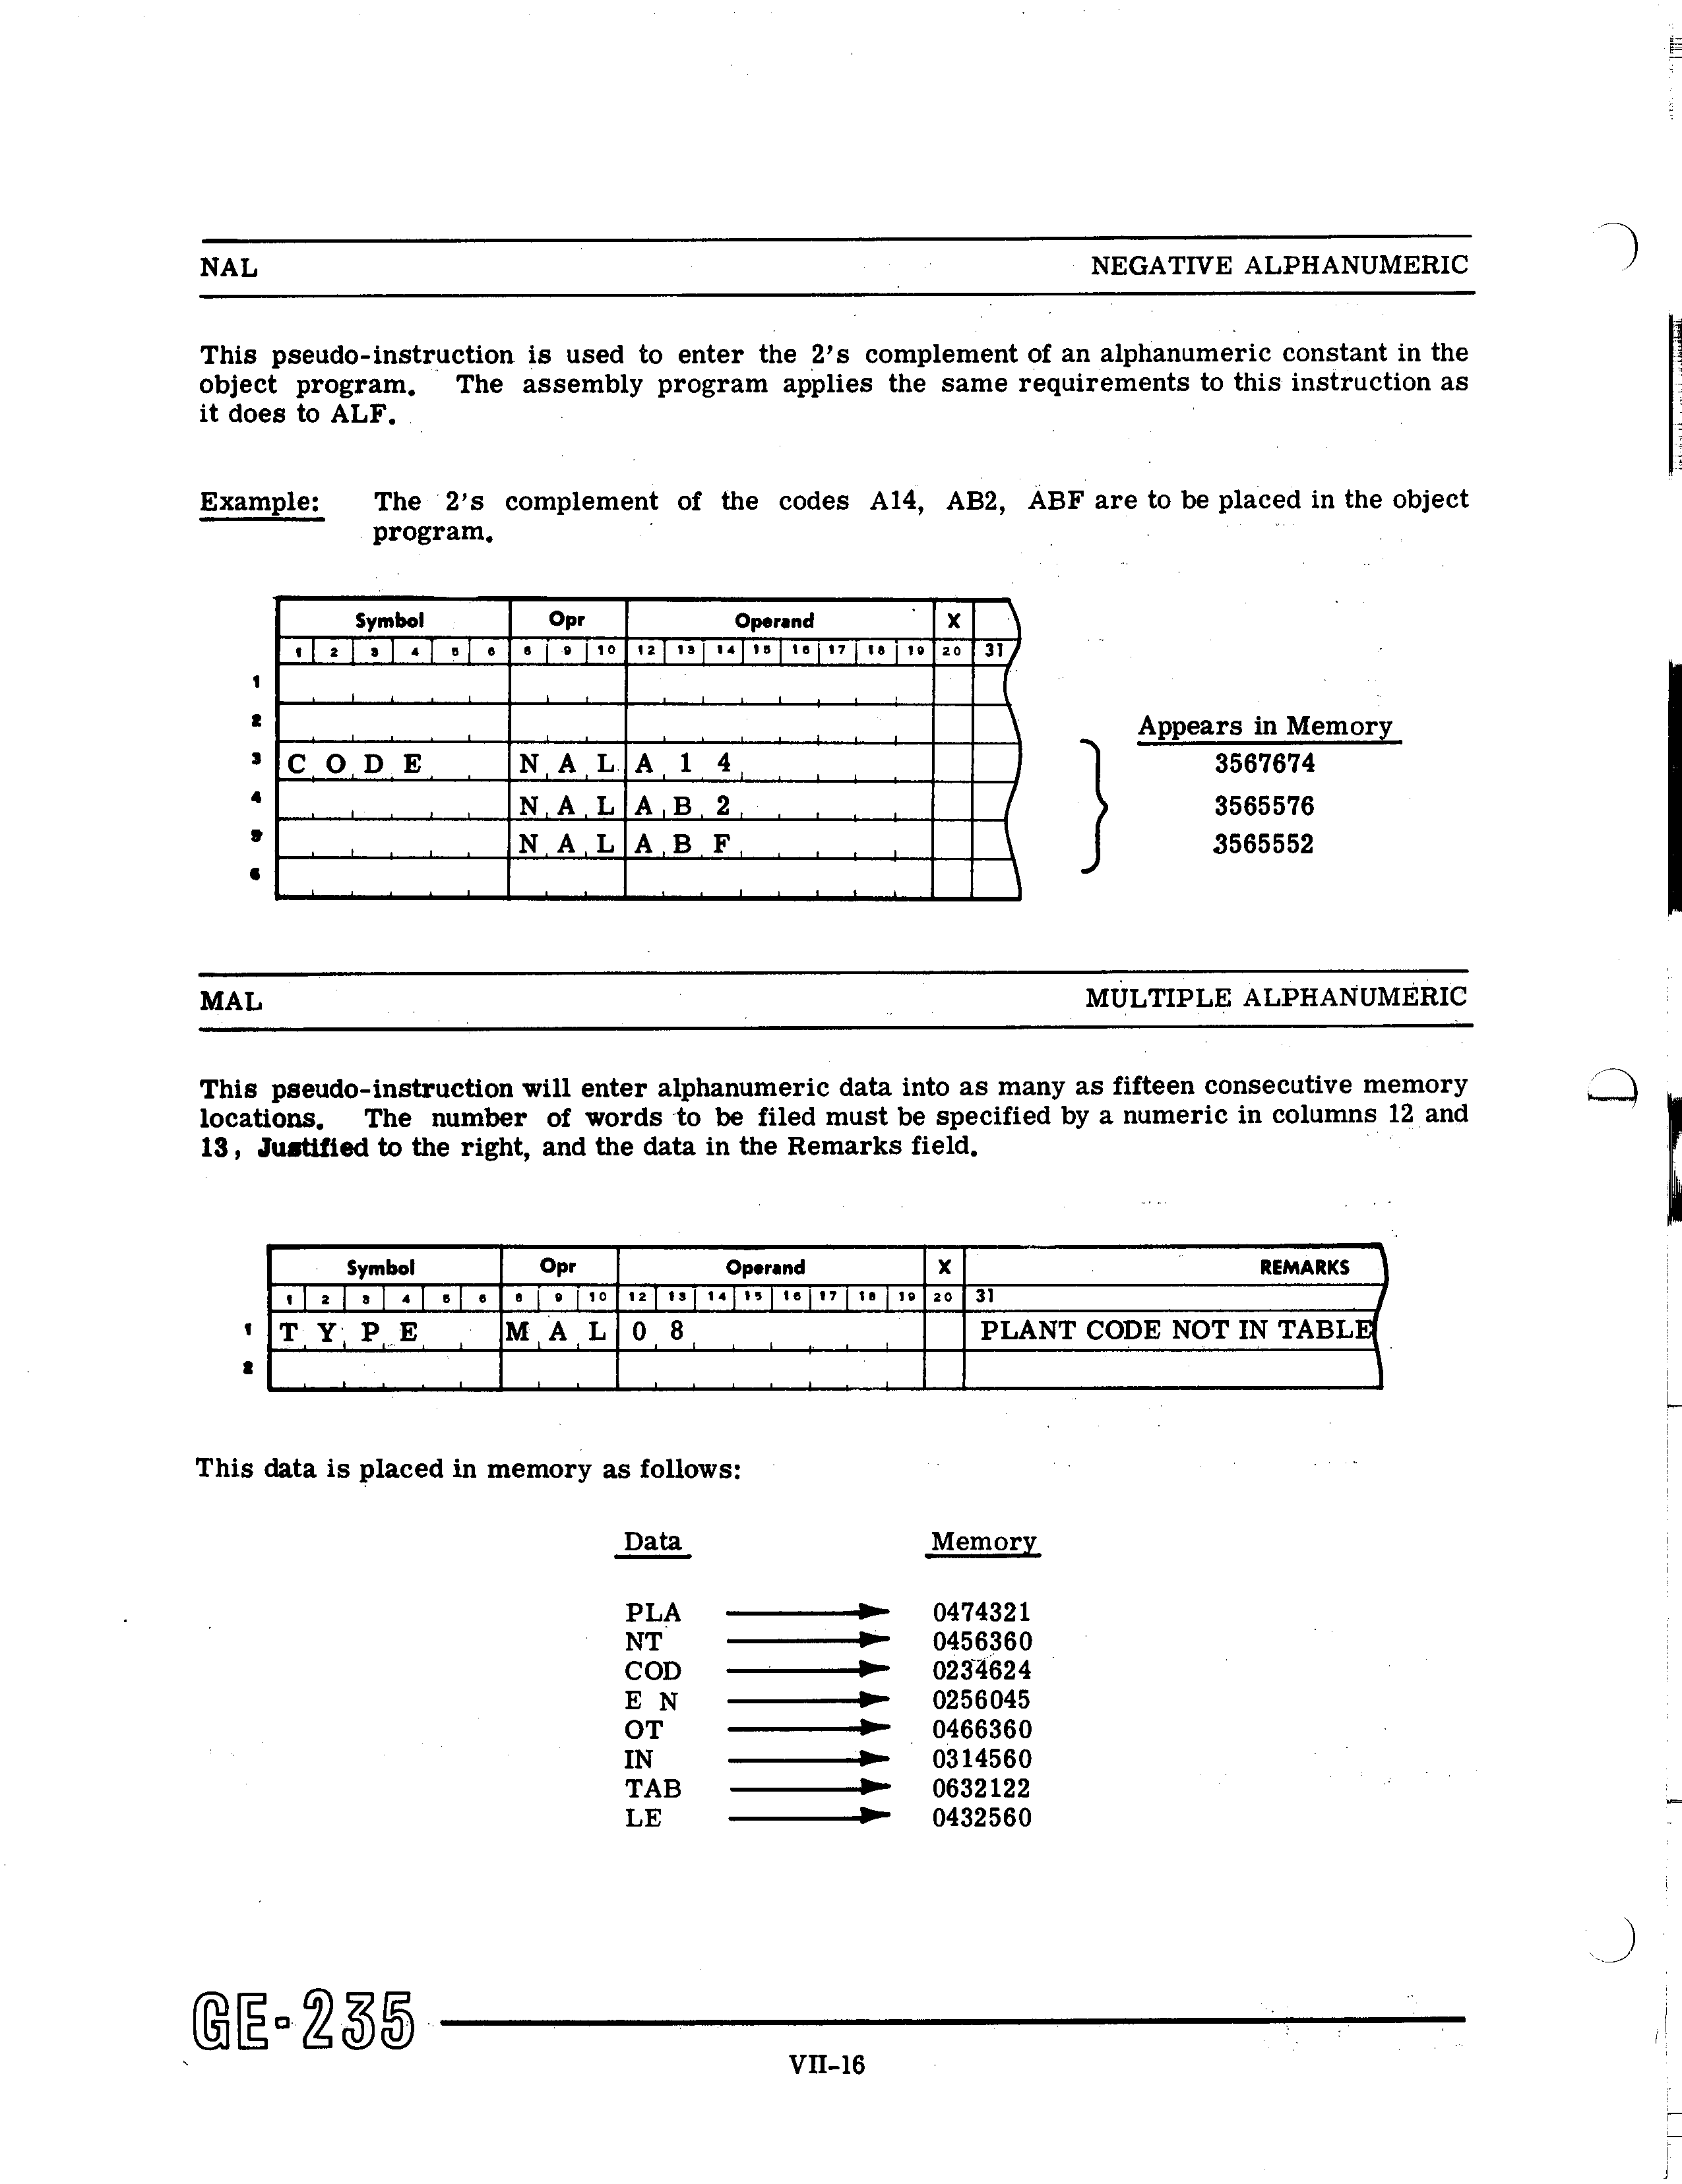 NAL NEGATIVE ALPHANUMERIC
This pseudo-instruction is used to enter the 2's complement of an alphanumeric constant in the
object program. The assembly program applies the same requirements to this instruction as
it does to ALF.
Example: The 2's complement of the codes A14, AB2, ABF are to be placed in the object
program.
Symbol Opr Operand X
1 2 3 4 5 6 8 9 10 12 13 14 15 16 17 18 19 20 31
1
2
Appears in Memory
3 CODE NAL A14 3567674
4 NAL AB2 3565576
5 NAL ABF 3565552
6
MAL MULTIPLE ALPHANUMERIC
This pseudo-instruction will enter alphanumeric data into as many as fifteen consecutive memory
locations. The number of words to be filed must be specified by a numeric in columns 12 and
13, Justified to the right, and the data in the Remarks field.
Symbol Opr Operand X REMARKS
1 2 3 4 5 6 8 9 10 12 13 14 15 16 17 18 19 20 31
1 TYPE MAL 08 PLANT CODE NOT IN TABLE
2
This data is placed in memory as follows:
Data Memory
PLA 0474321
NT 0456360
COD 0234624
E N 0256045
OT 0466360
IN 0314560
TAB 0632122
LE 0432560
GE-235
VII-16